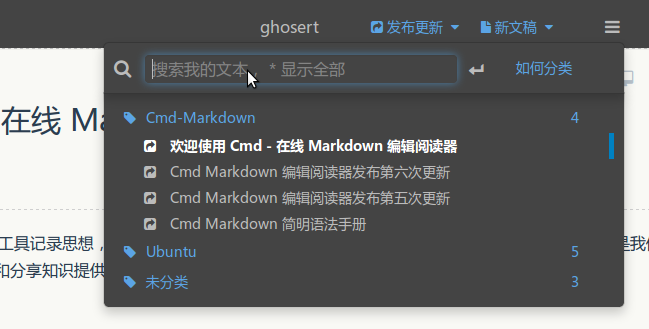 ghosert 发布更新 新文稿
搜索我的文本， * 显示全部 如何分类
在线 Ma
Cmd-Markdown 4
欢迎使用 Cmd - 在线 Markdown 编辑阅读器
Cmd Markdown 编辑阅读器发布第六次更新
Cmd Markdown 编辑阅读器发布第五次更新
Cmd Markdown 简明语法手册
工具记录思想，
Ubuntu 5
和分享知识提供
未分类 3